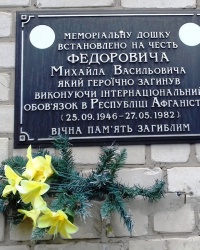 МЕМОРІАЛЬНУ ДОШКУ
ВСТАНОВЛЕНО НА ЧЕСТЬ
ФЕДОРОВИЧА
МИХАЙЛА ВАСИЛЬОВИЧА
ЯКИЙ ГЕРОЇЧНО ЗАГИНУВ
ВИКОНУЮЧИ ІНТЕРНАЦІОНАЛЬНИЙ
ОБОВ'ЯЗОК В РЕСПУБЛІЦІ АФГАНІСТ
(25.09.1946 - 27.05.1982)
ВІЧНА ПАМ'ЯТЬ ЗАГИБЛИМ